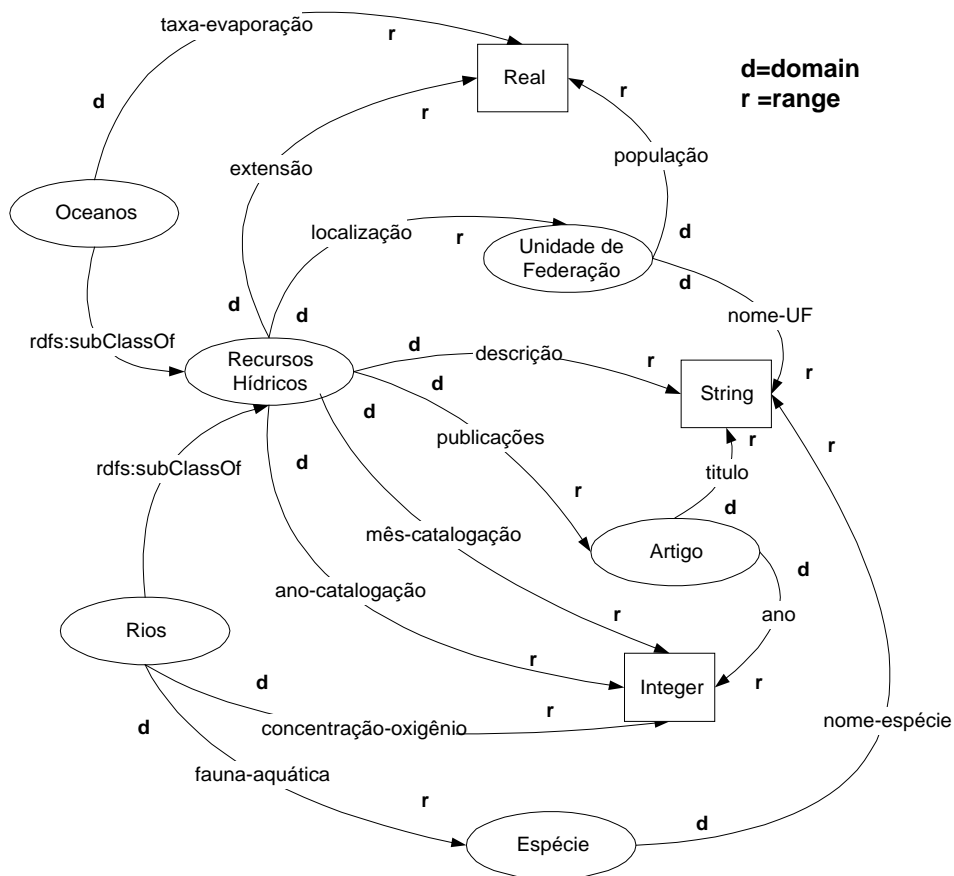 taxa-evaporação
r
Real
d=domain
r =range
d
r
r
população
extensão
Oceanos
localização
r
Unidade de
Federação
d
d
d
d
nome-UF
rdfs:subClassOf
Recursos
Hídricos
d
descrição
r
r
d
String
d
publicações
r
r
rdfs:subClassOf
d
titulo
r
d
mês-catalogação
Artigo
d
ano-catalogação
ano
r
Rios
r
Integer
r
d
r
d
concentração-oxigênio
nome-espécie
fauna-aquática
r
d
Espécie